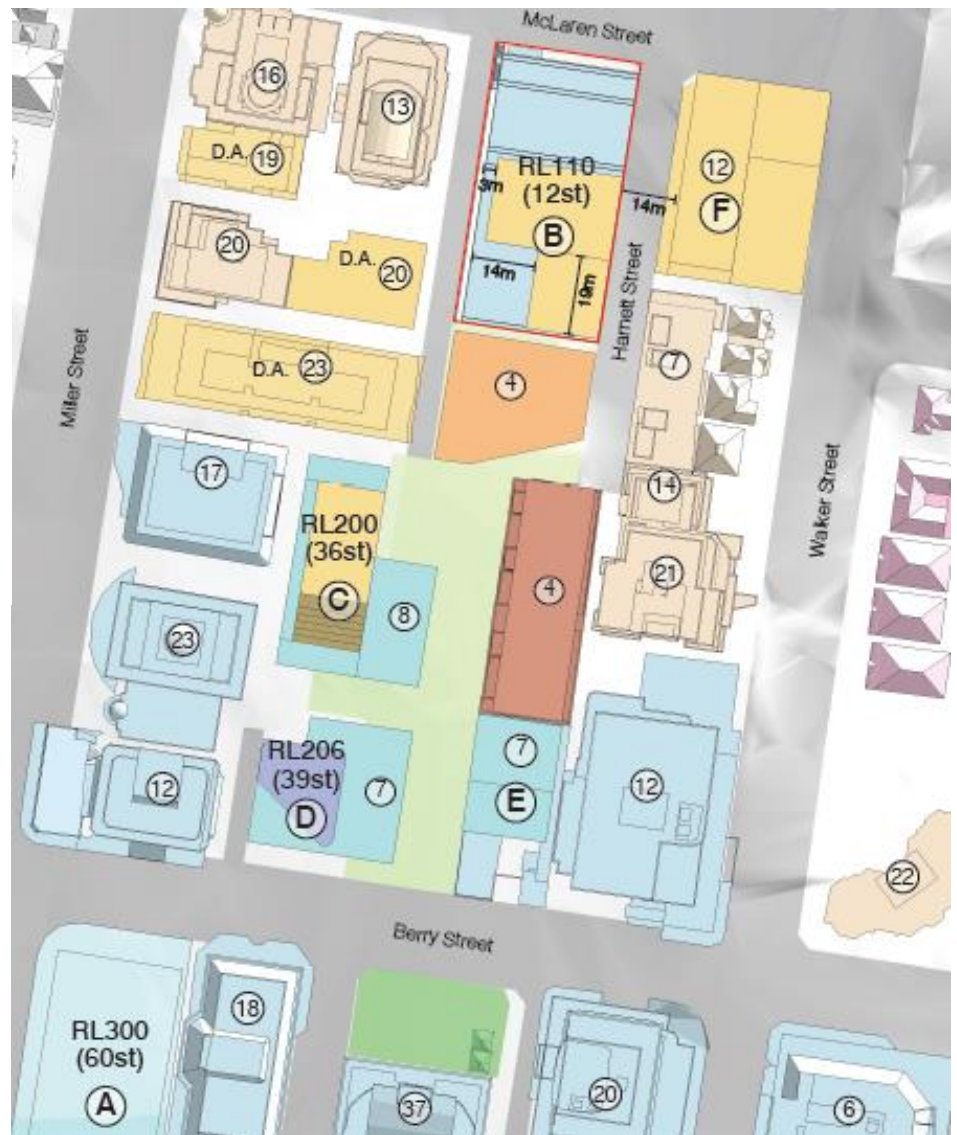 McLaren Street
16
13
D.A. 19
RL110
(12st)
3m
B
14m
12
F
20
D.A. 20
14m
19m
Harnett Street
Miller Street
D.A. 23
4
7
17
14
Walker Street
RL200
(36st)
C
8
4
21
23
RL206
(39st)
D
7
7
E
12
12
22
Berry Street
RL300
(60st)
A
18
37
20
6